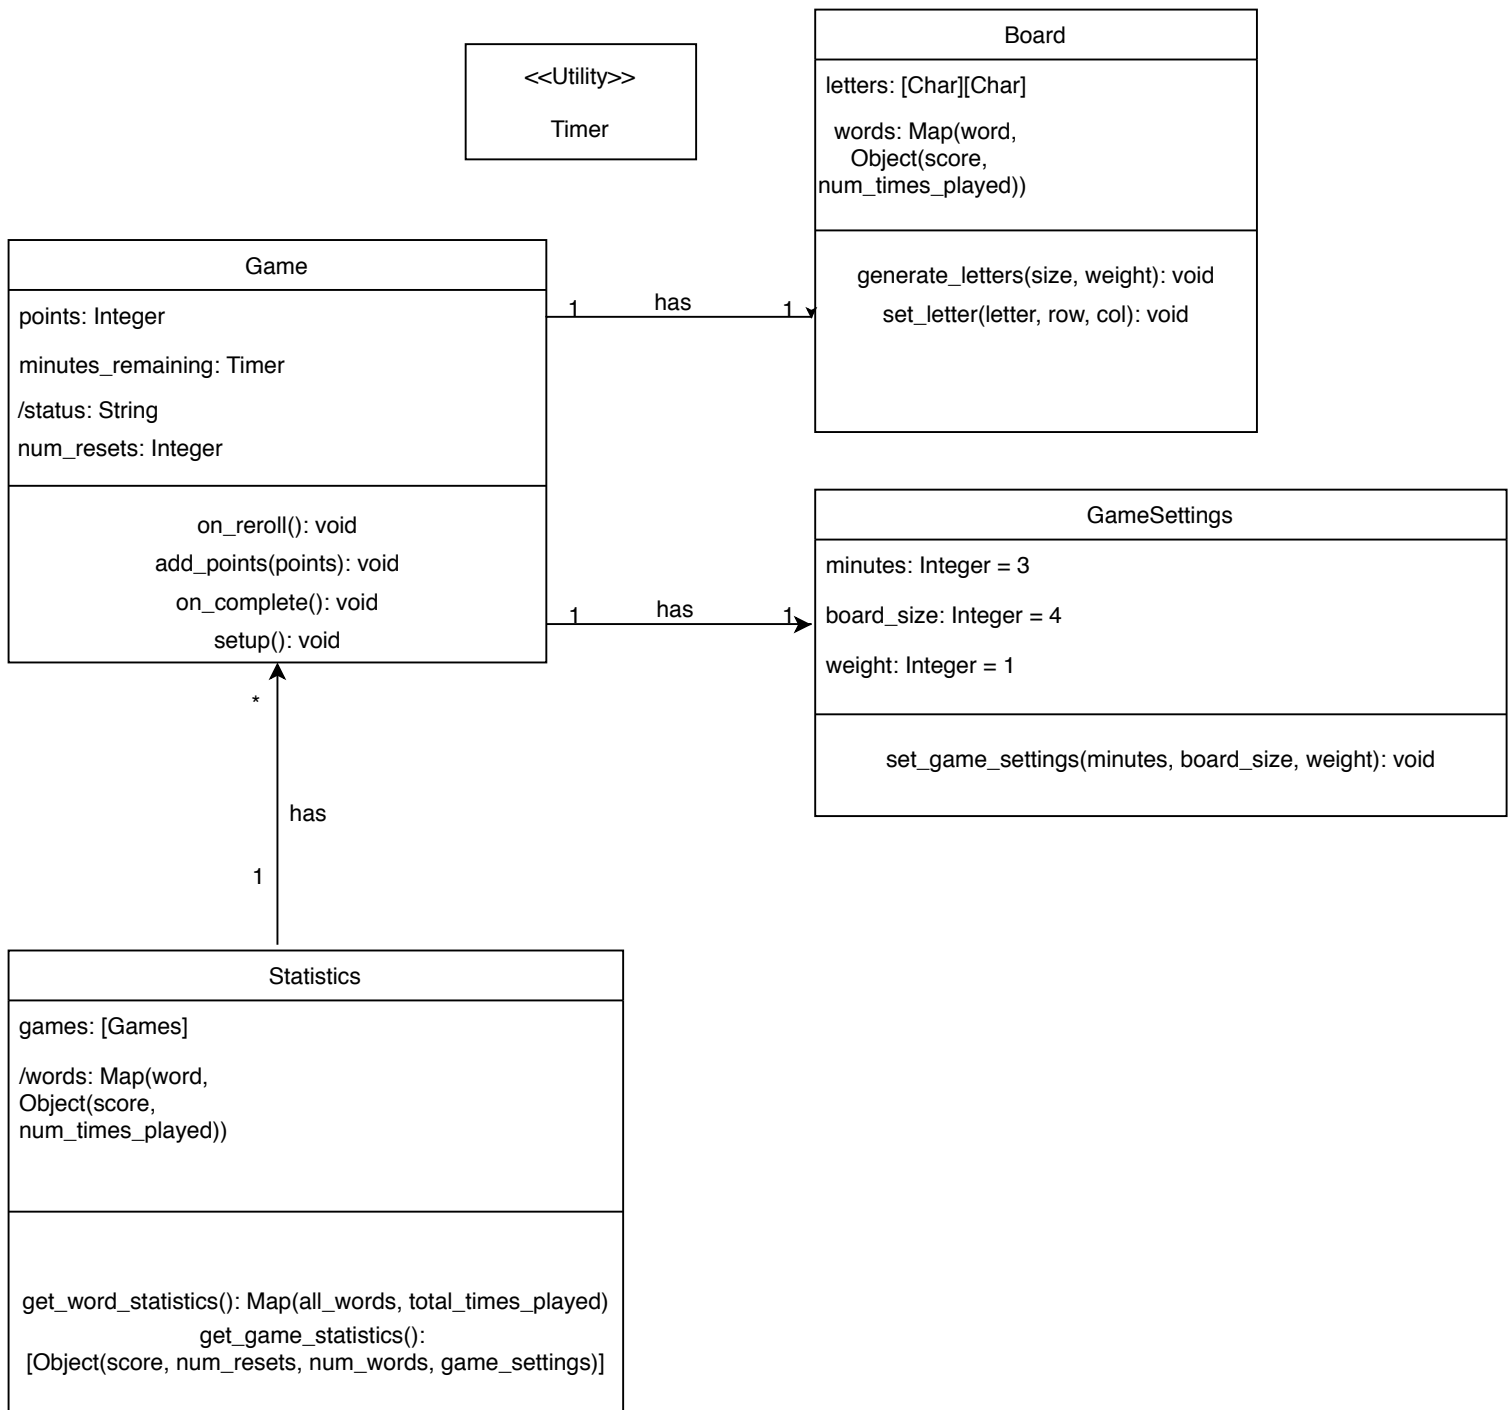 <<Utility>>
Timer
Board
letters: [Char][Char]
words: Map(word,
Object(score,
num_times_played))
generate_letters(size, weight): void
set_letter(letter, row, col): void
Game
points: Integer
minutes_remaining: Timer
/status: String
num_resets: Integer
on_reroll(): void
add_points(points): void
on_complete(): void
setup(): void
1
has
1
1
has
1
GameSettings
minutes: Integer = 3
board_size: Integer = 4
weight: Integer = 1
set_game_settings(minutes, board_size, weight): void
*
has
1
Statistics
games: [Games]
/words: Map(word,
Object(score,
num_times_played))
get_word_statistics(): Map(all_words, total_times_played)
get_game_statistics():
[Object(score, num_resets, num_words, game_settings)]